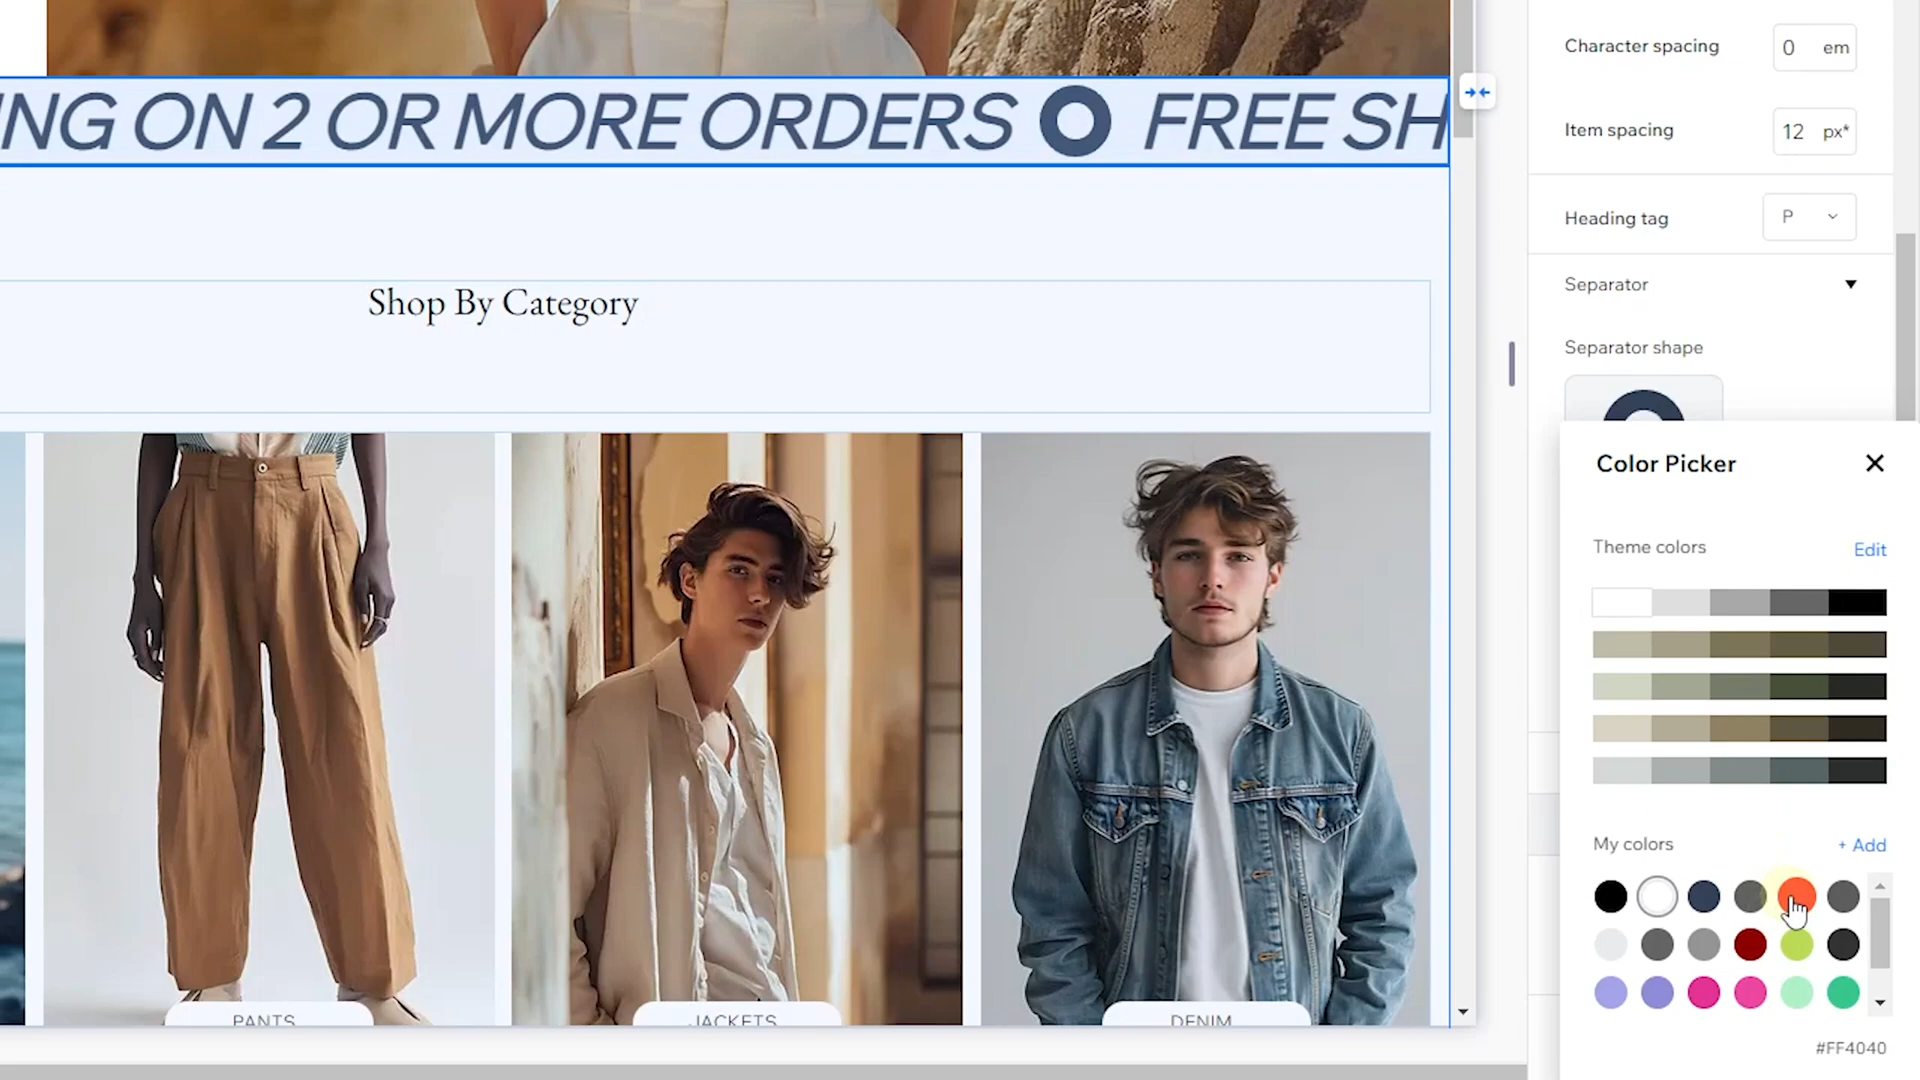 ING ON 2 OR MORE ORDERS FREE SH
Shop By Category
PANTS
JACKETS
DENIM
Character spacing 0 em
Item spacing 12 px*
Heading tag P
Separator
Separator shape
Color Picker
Theme colors Edit
My colors + Add
#FF4040